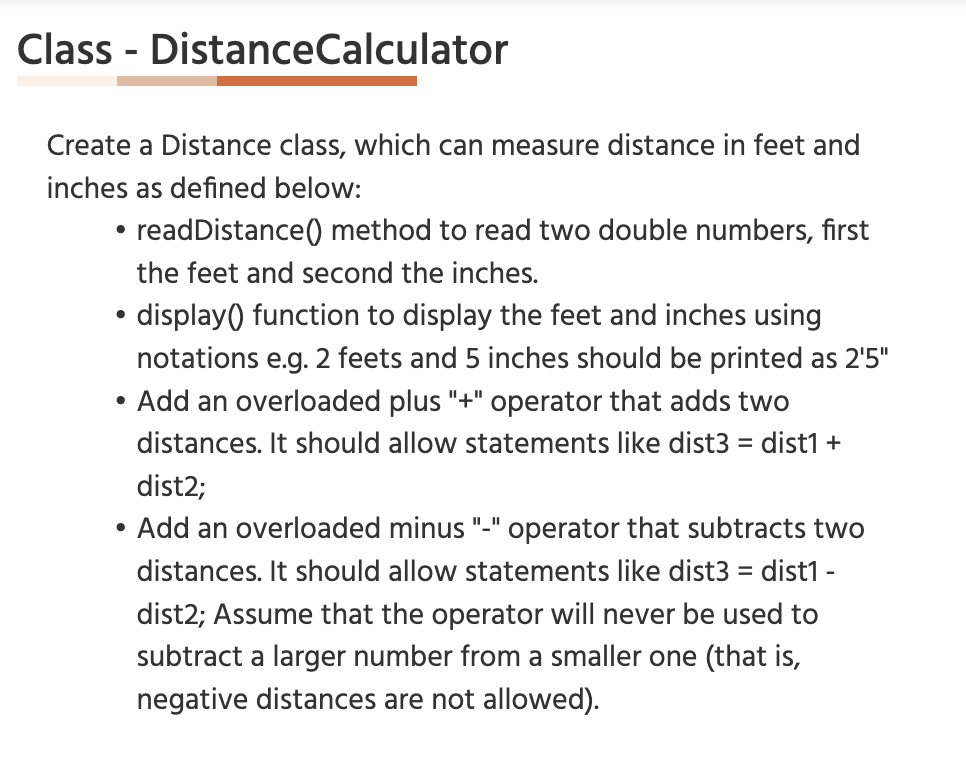 Class - DistanceCalculator
Create a Distance class, which can measure distance in feet and
inches as defined below:
• readDistance() method to read two double numbers, first
the feet and second the inches.
• display() function to display the feet and inches using
notations e.g. 2 feets and 5 inches should be printed as 2'5"
• Add an overloaded plus "+" operator that adds two
distances. It should allow statements like dist3 = dist1 +
dist2;
• Add an overloaded minus "-" operator that subtracts two
distances. It should allow statements like dist3 = dist1 -
dist2; Assume that the operator will never be used to
subtract a larger number from a smaller one (that is,
negative distances are not allowed).